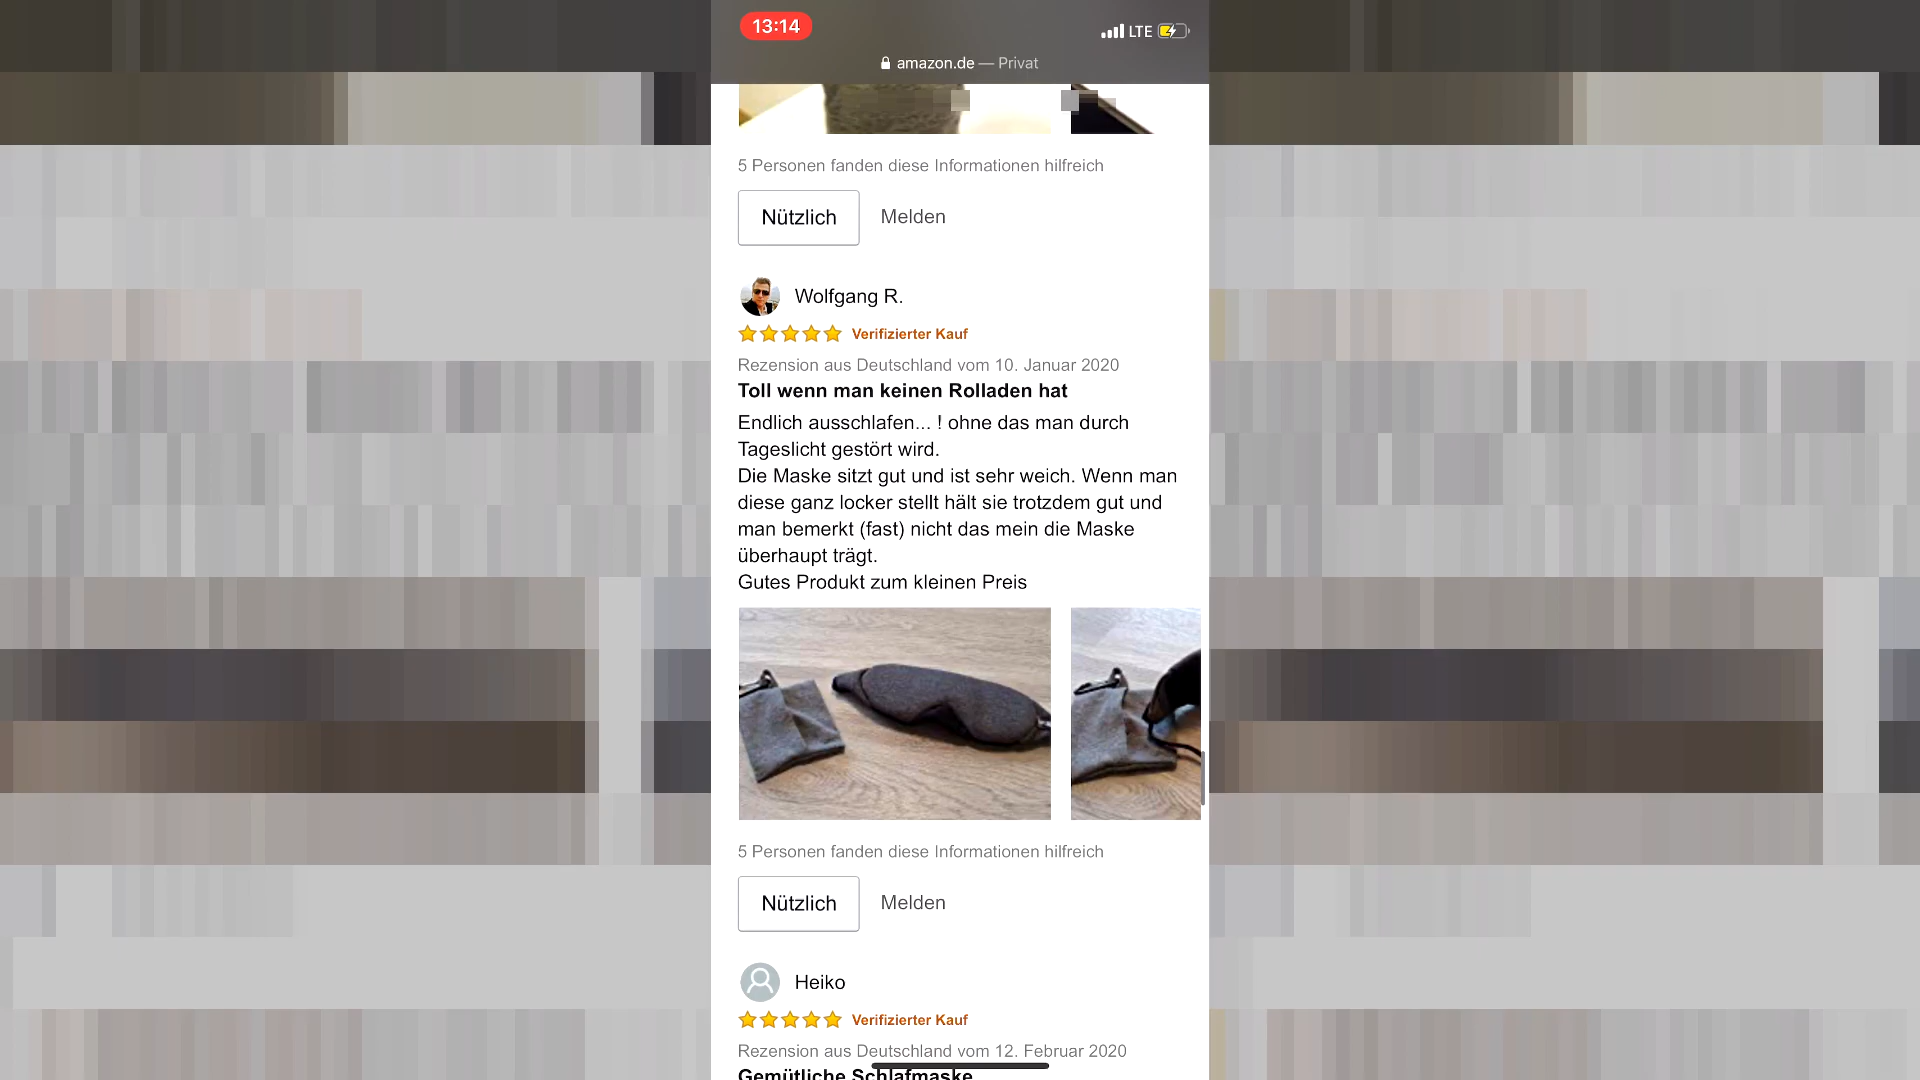 13:14
LTE
amazon.de — Privat
5 Personen fanden diese Informationen hilfreich
Nützlich Melden
Wolfgang R.
Verifizierter Kauf
Rezension aus Deutschland vom 10. Januar 2020
Toll wenn man keinen Rolladen hat
Endlich ausschlafen... ! ohne das man durch
Tageslicht gestört wird.
Die Maske sitzt gut und ist sehr weich. Wenn man
diese ganz locker stellt hält sie trotzdem gut und
man bemerkt (fast) nicht das mein die Maske
überhaupt trägt.
Gutes Produkt zum kleinen Preis
5 Personen fanden diese Informationen hilfreich
Nützlich Melden
Heiko
Verifizierter Kauf
Rezension aus Deutschland vom 12. Februar 2020
Gemütliche Schlafmaske